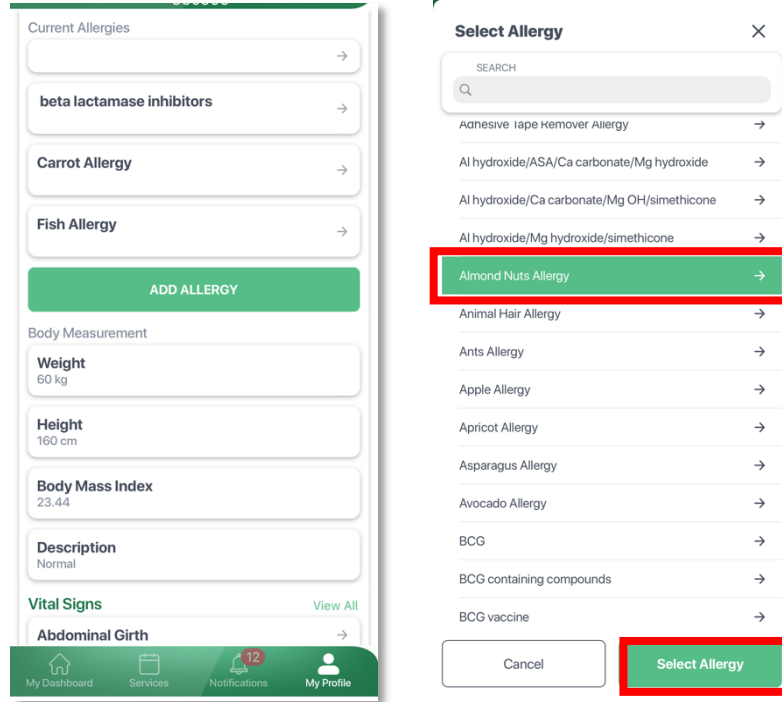 Current Allergies
beta lactamase inhibitors
Carrot Allergy
Fish Allergy
ADD ALLERGY
Body Measurement
Weight
60 kg
Height
160 cm
Body Mass Index
23.44
Description
Normal
Vital Signs View All
Abdominal Girth
12
My Dashboard Services Notifications My Profile
Select Allergy
SEARCH
Adhesive Tape Remover Allergy
Al hydroxide/ASA/Ca carbonate/Mg hydroxide
Al hydroxide/Ca carbonate/Mg OH/simethicone
Al hydroxide/Mg hydroxide/simethicone
Almond Nuts Allergy
Animal Hair Allergy
Ants Allergy
Apple Allergy
Apricot Allergy
Asparagus Allergy
Avocado Allergy
BCG
BCG containing compounds
BCG vaccine
Cancel Select Allergy